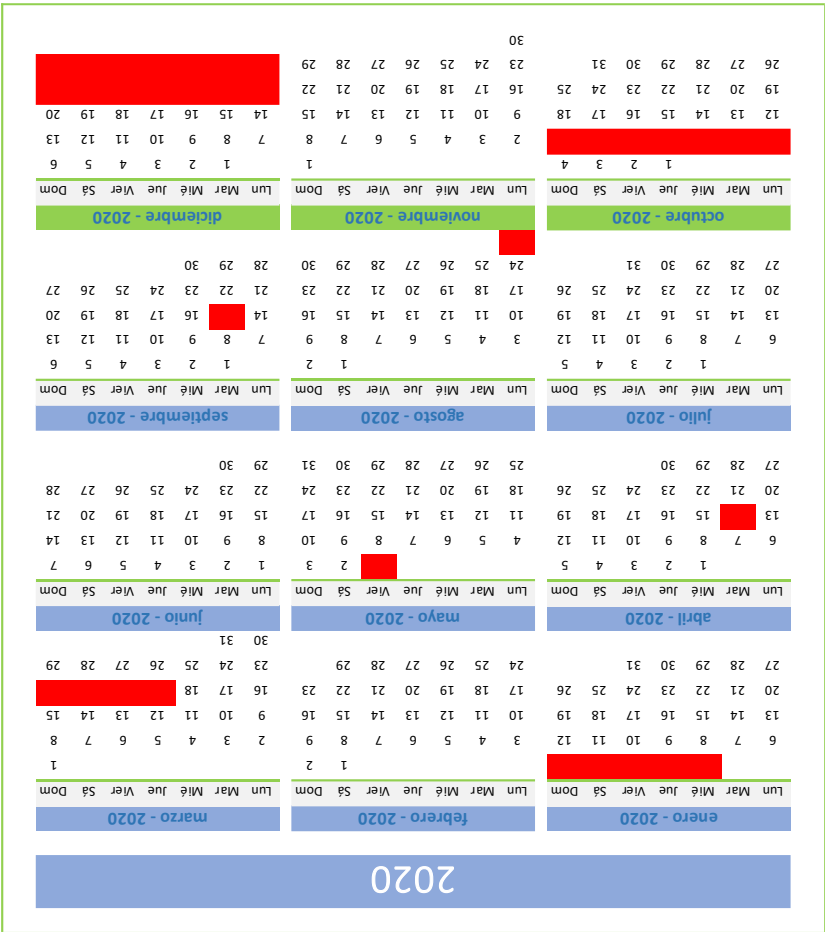 2020
enero - 2020
Lun Mar Mié Jue Vier Sá Dom
6 7 8 9 10 11 12
13 14 15 16 17 18 19
20 21 22 23 24 25 26
27 28 29 30 31
febrero - 2020
Lun Mar Mié Jue Vier Sá Dom
1 2
3 4 5 6 7 8 9
10 11 12 13 14 15 16
17 18 19 20 21 22 23
24 25 26 27 28 29
marzo - 2020
Lun Mar Mié Jue Vier Sá Dom
1
2 3 4 5 6 7 8
9 10 11 12 13 14 15
16 17 18
23 24 25 26 27 28 29
30 31
abril - 2020
Lun Mar Mié Jue Vier Sá Dom
1 2 3 4 5
6 7 8 9 10 11 12
13 15 16 17 18 19
20 21 22 23 24 25 26
27 28 29 30
mayo - 2020
Lun Mar Mié Jue Vier Sá Dom
2 3
4 5 6 7 8 9 10
11 12 13 14 15 16 17
18 19 20 21 22 23 24
25 26 27 28 29 30 31
junio - 2020
Lun Mar Mié Jue Vier Sá Dom
1 2 3 4 5 6 7
8 9 10 11 12 13 14
15 16 17 18 19 20 21
22 23 24 25 26 27 28
29 30
julio - 2020
Lun Mar Mié Jue Vier Sá Dom
1 2 3 4 5
6 7 8 9 10 11 12
13 14 15 16 17 18 19
20 21 22 23 24 25 26
27 28 29 30 31
agosto - 2020
Lun Mar Mié Jue Vier Sá Dom
1 2
3 4 5 6 7 8 9
10 11 12 13 14 15 16
17 18 19 20 21 22 23
24 25 26 27 28 29 30
septiembre - 2020
Lun Mar Mié Jue Vier Sá Dom
1 2 3 4 5 6
7 8 9 10 11 12 13
14 16 17 18 19 20
21 22 23 24 25 26 27
28 29 30
octubre - 2020
Lun Mar Mié Jue Vier Sá Dom
1 2 3 4
12 13 14 15 16 17 18
19 20 21 22 23 24 25
26 27 28 29 30 31
noviembre - 2020
Lun Mar Mié Jue Vier Sá Dom
1
2 3 4 5 6 7 8
9 10 11 12 13 14 15
16 17 18 19 20 21 22
23 24 25 26 27 28 29
30
diciembre - 2020
Lun Mar Mié Jue Vier Sá Dom
1 2 3 4 5 6
7 8 9 10 11 12 13
14 15 16 17 18 19 20